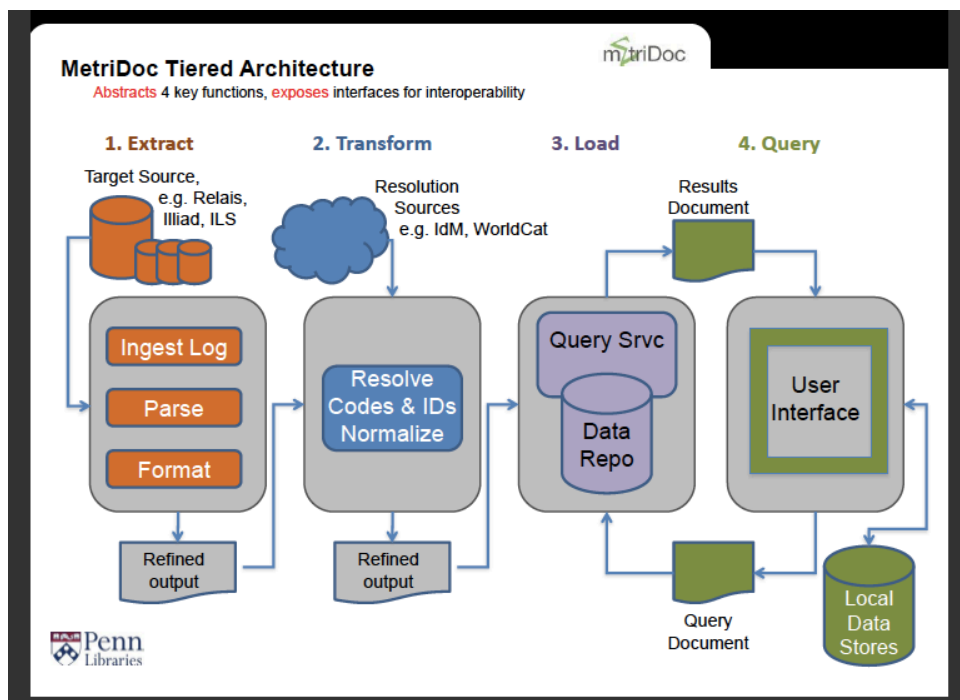 mtriDoc
MetriDoc Tiered Architecture
Abstracts 4 key functions, exposes interfaces for interoperability
1. Extract
2. Transform
3. Load
4. Query
Target Source,
e.g. Relais,
Illiad, ILS
Resolution
Sources
e.g. IdM, WorldCat
Results
Document
Ingest Log
Parse
Format
Resolve
Codes & IDs
Normalize
Query Srvc
Data
Repo
User
Interface
Refined
output
Refined
output
Query
Document
Local
Data
Stores
Penn
Libraries